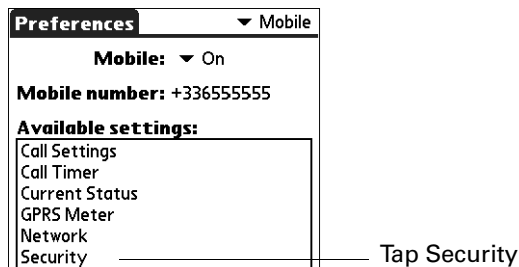 Preferences ▼ Mobile
Mobile: ▼ On
Mobile number: +336555555
Available settings:
Call Settings
Call Timer
Current Status
GPRS Meter
Network
Security Tap Security